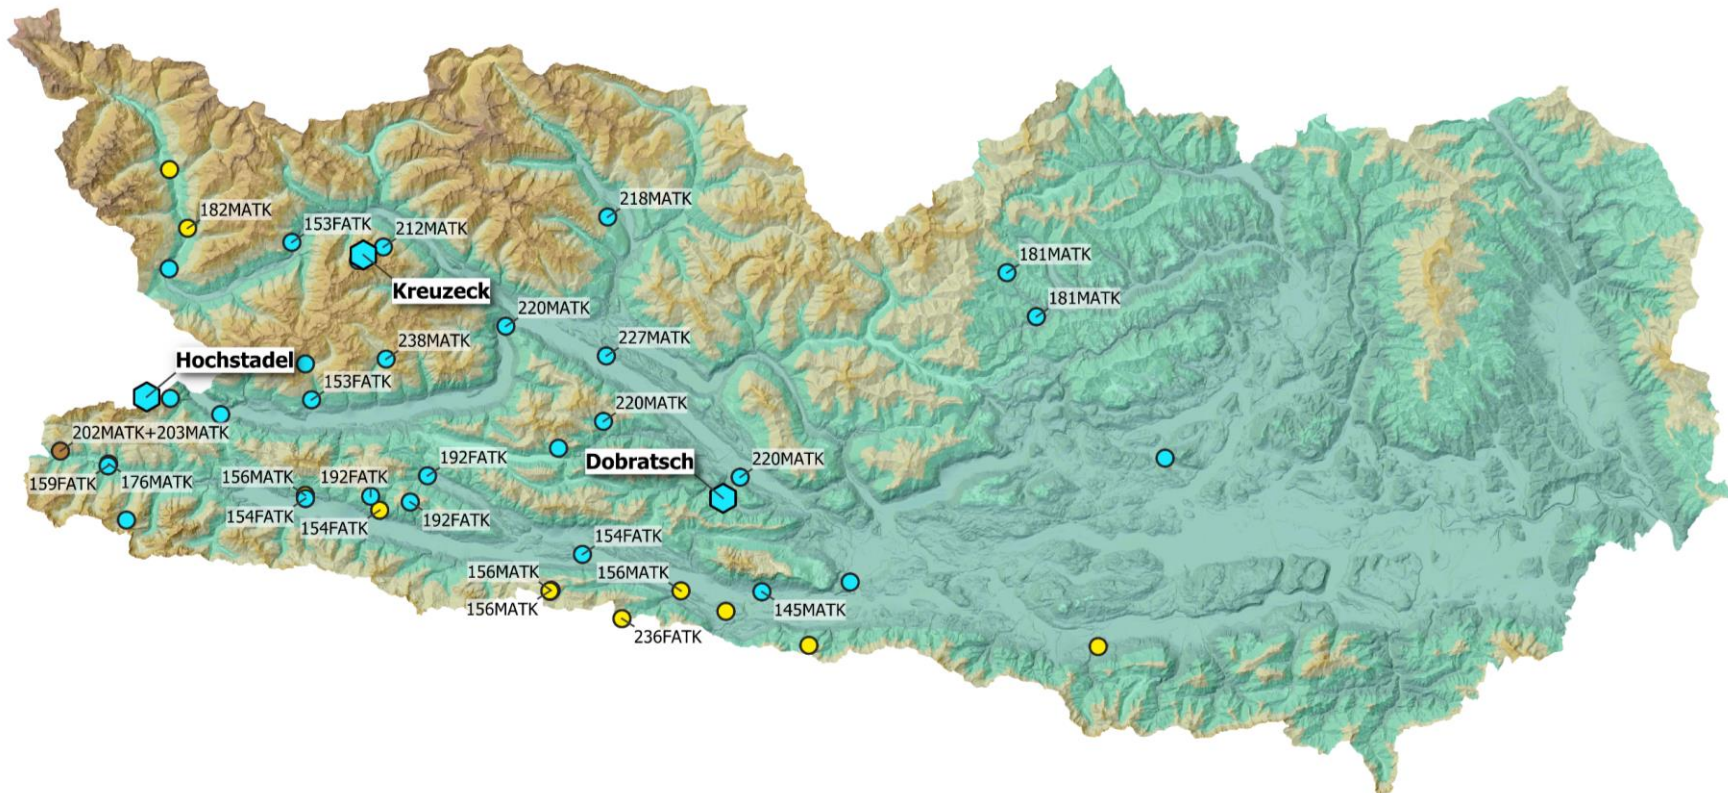 182MATK
153FATK
212MATK
218MATK
Kreuzeck
181MATK
181MATK
220MATK
238MATK
227MATK
Hochstadel
153FATK
220MATK
202MATK+203MATK
192FATK
Dobratsch
220MATK
159FATK
176MATK
156MATK
192FATK
154FATK
154FATK
192FATK
154FATK
156MATK
156MATK
156MATK
145MATK
236FATK